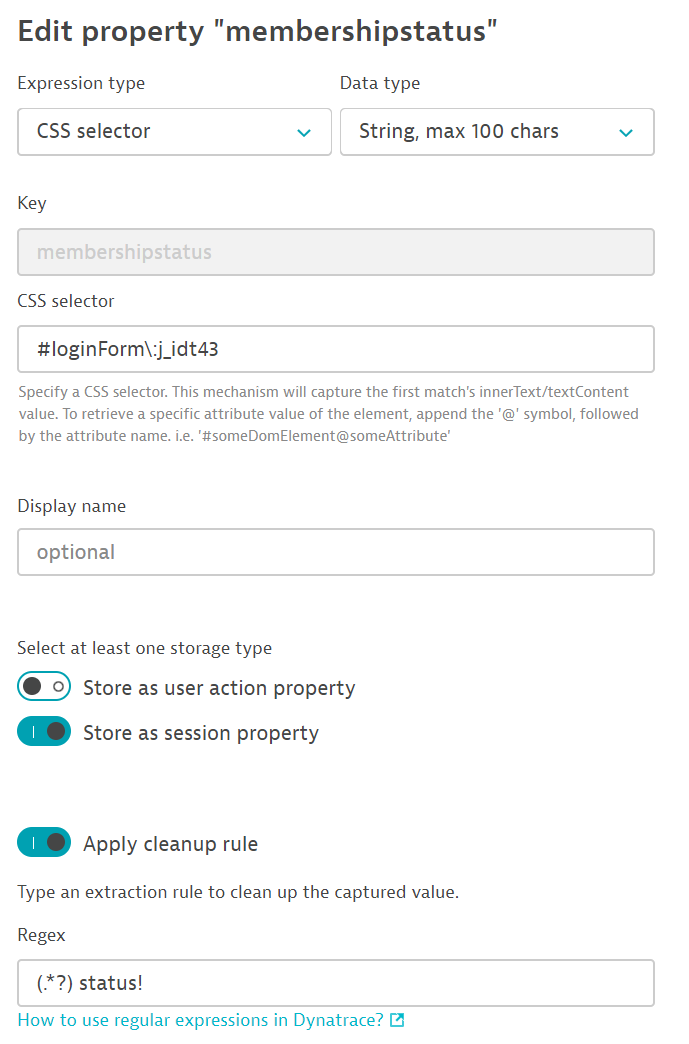 Edit property "membershipstatus"
Expression type
Data type
CSS selector
String, max 100 chars
Key
membershipstatus
CSS selector
#loginForm\:j_idt43
Specify a CSS selector. This mechanism will capture the first match's innerText/textContent
value. To retrieve a specific attribute value of the element, append the '@' symbol, followed
by the attribute name. i.e. '#someDomElement@someAttribute'
Display name
optional
Select at least one storage type
Store as user action property
Store as session property
Apply cleanup rule
Type an extraction rule to clean up the captured value.
Regex
(.*?) status!
How to use regular expressions in Dynatrace?